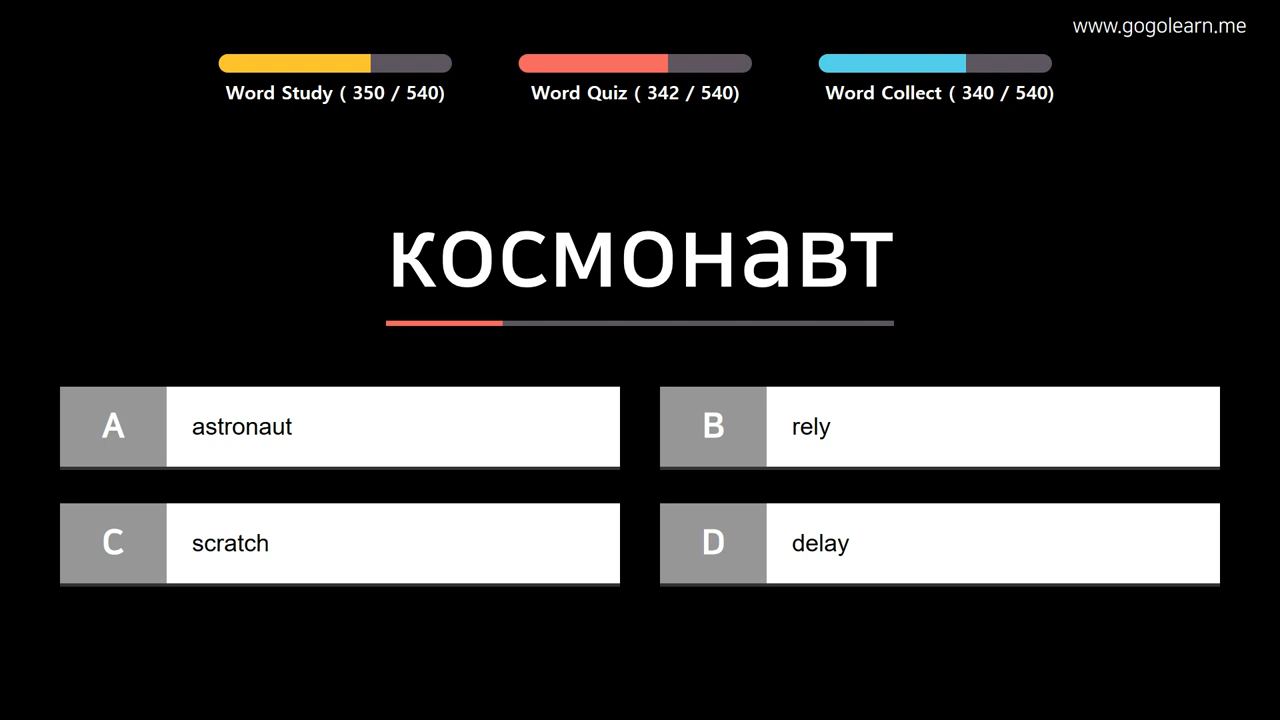 www.gogolearn.me
Word Study ( 350 / 540)
Word Quiz ( 342 / 540)
Word Collect ( 340 / 540)
космонавт
A astronaut
B rely
C scratch
D delay